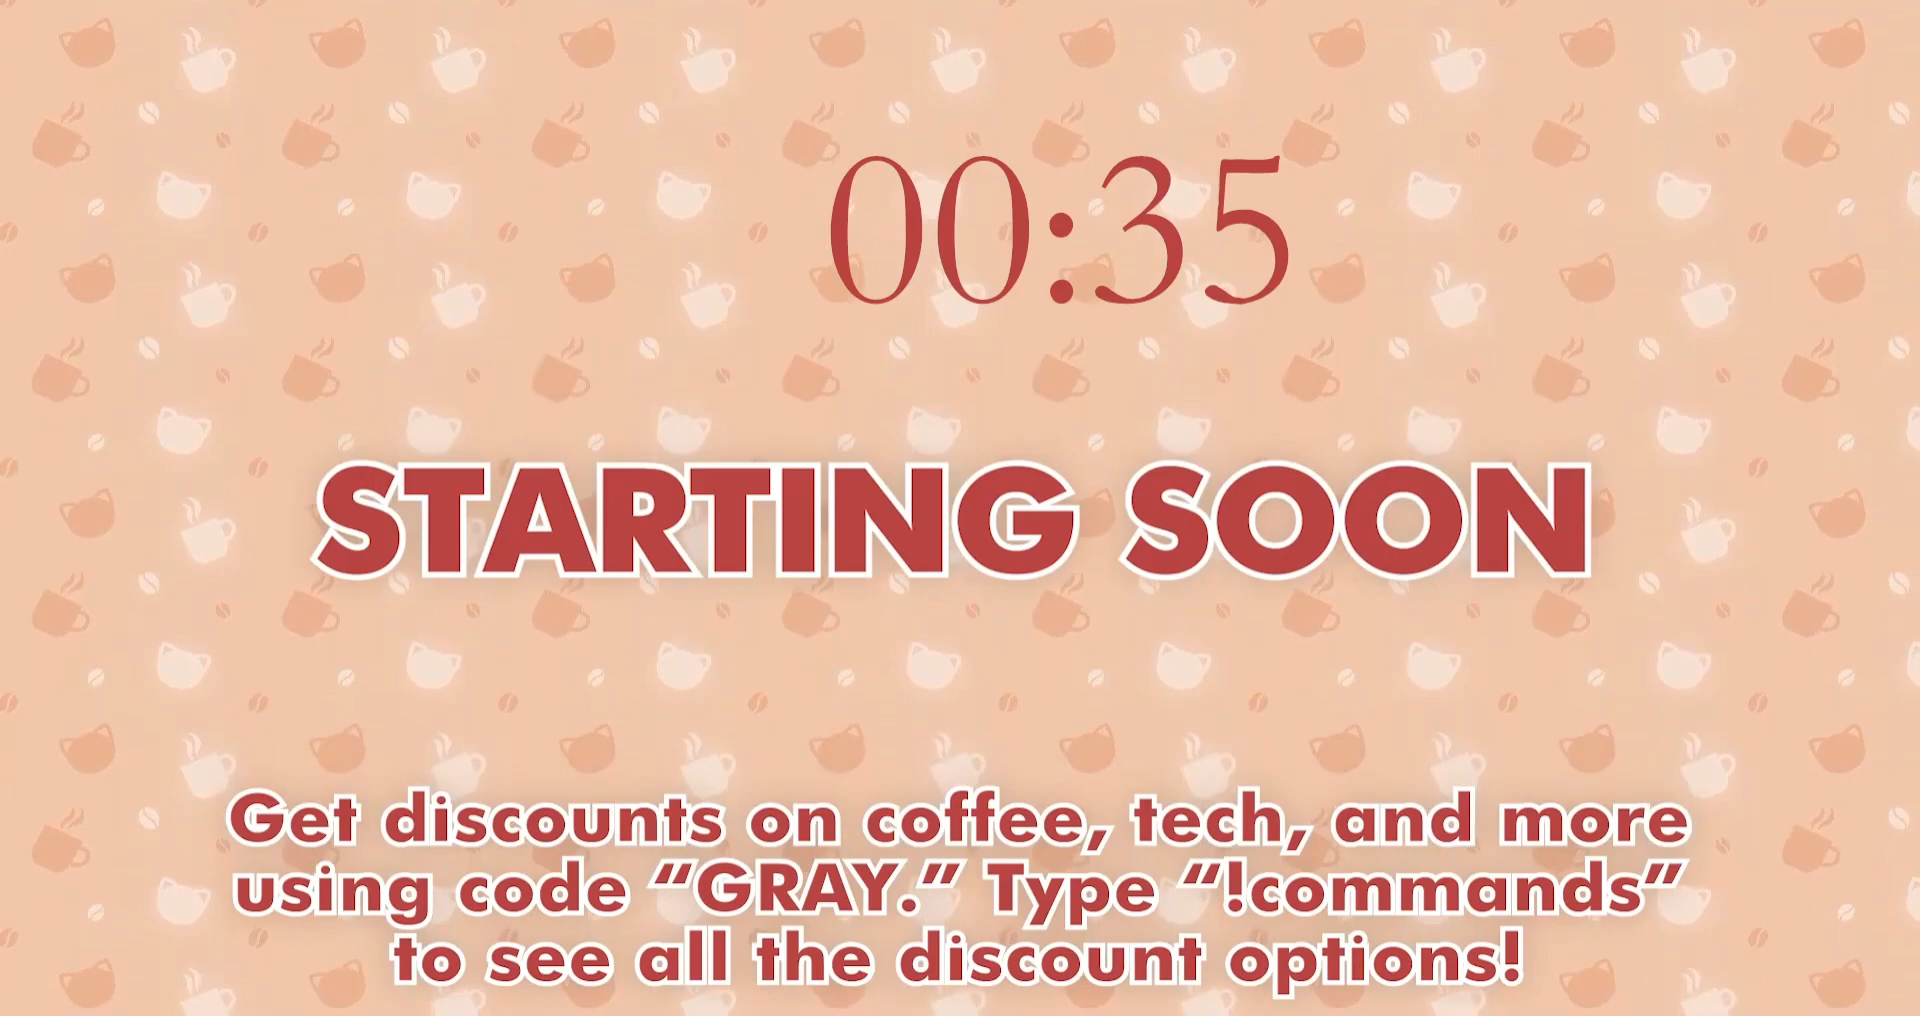 00:35
STARTING SOON
Get discounts on coffee, tech, and more
using code “GRAY.” Type “!commands”
to see all the discount options!